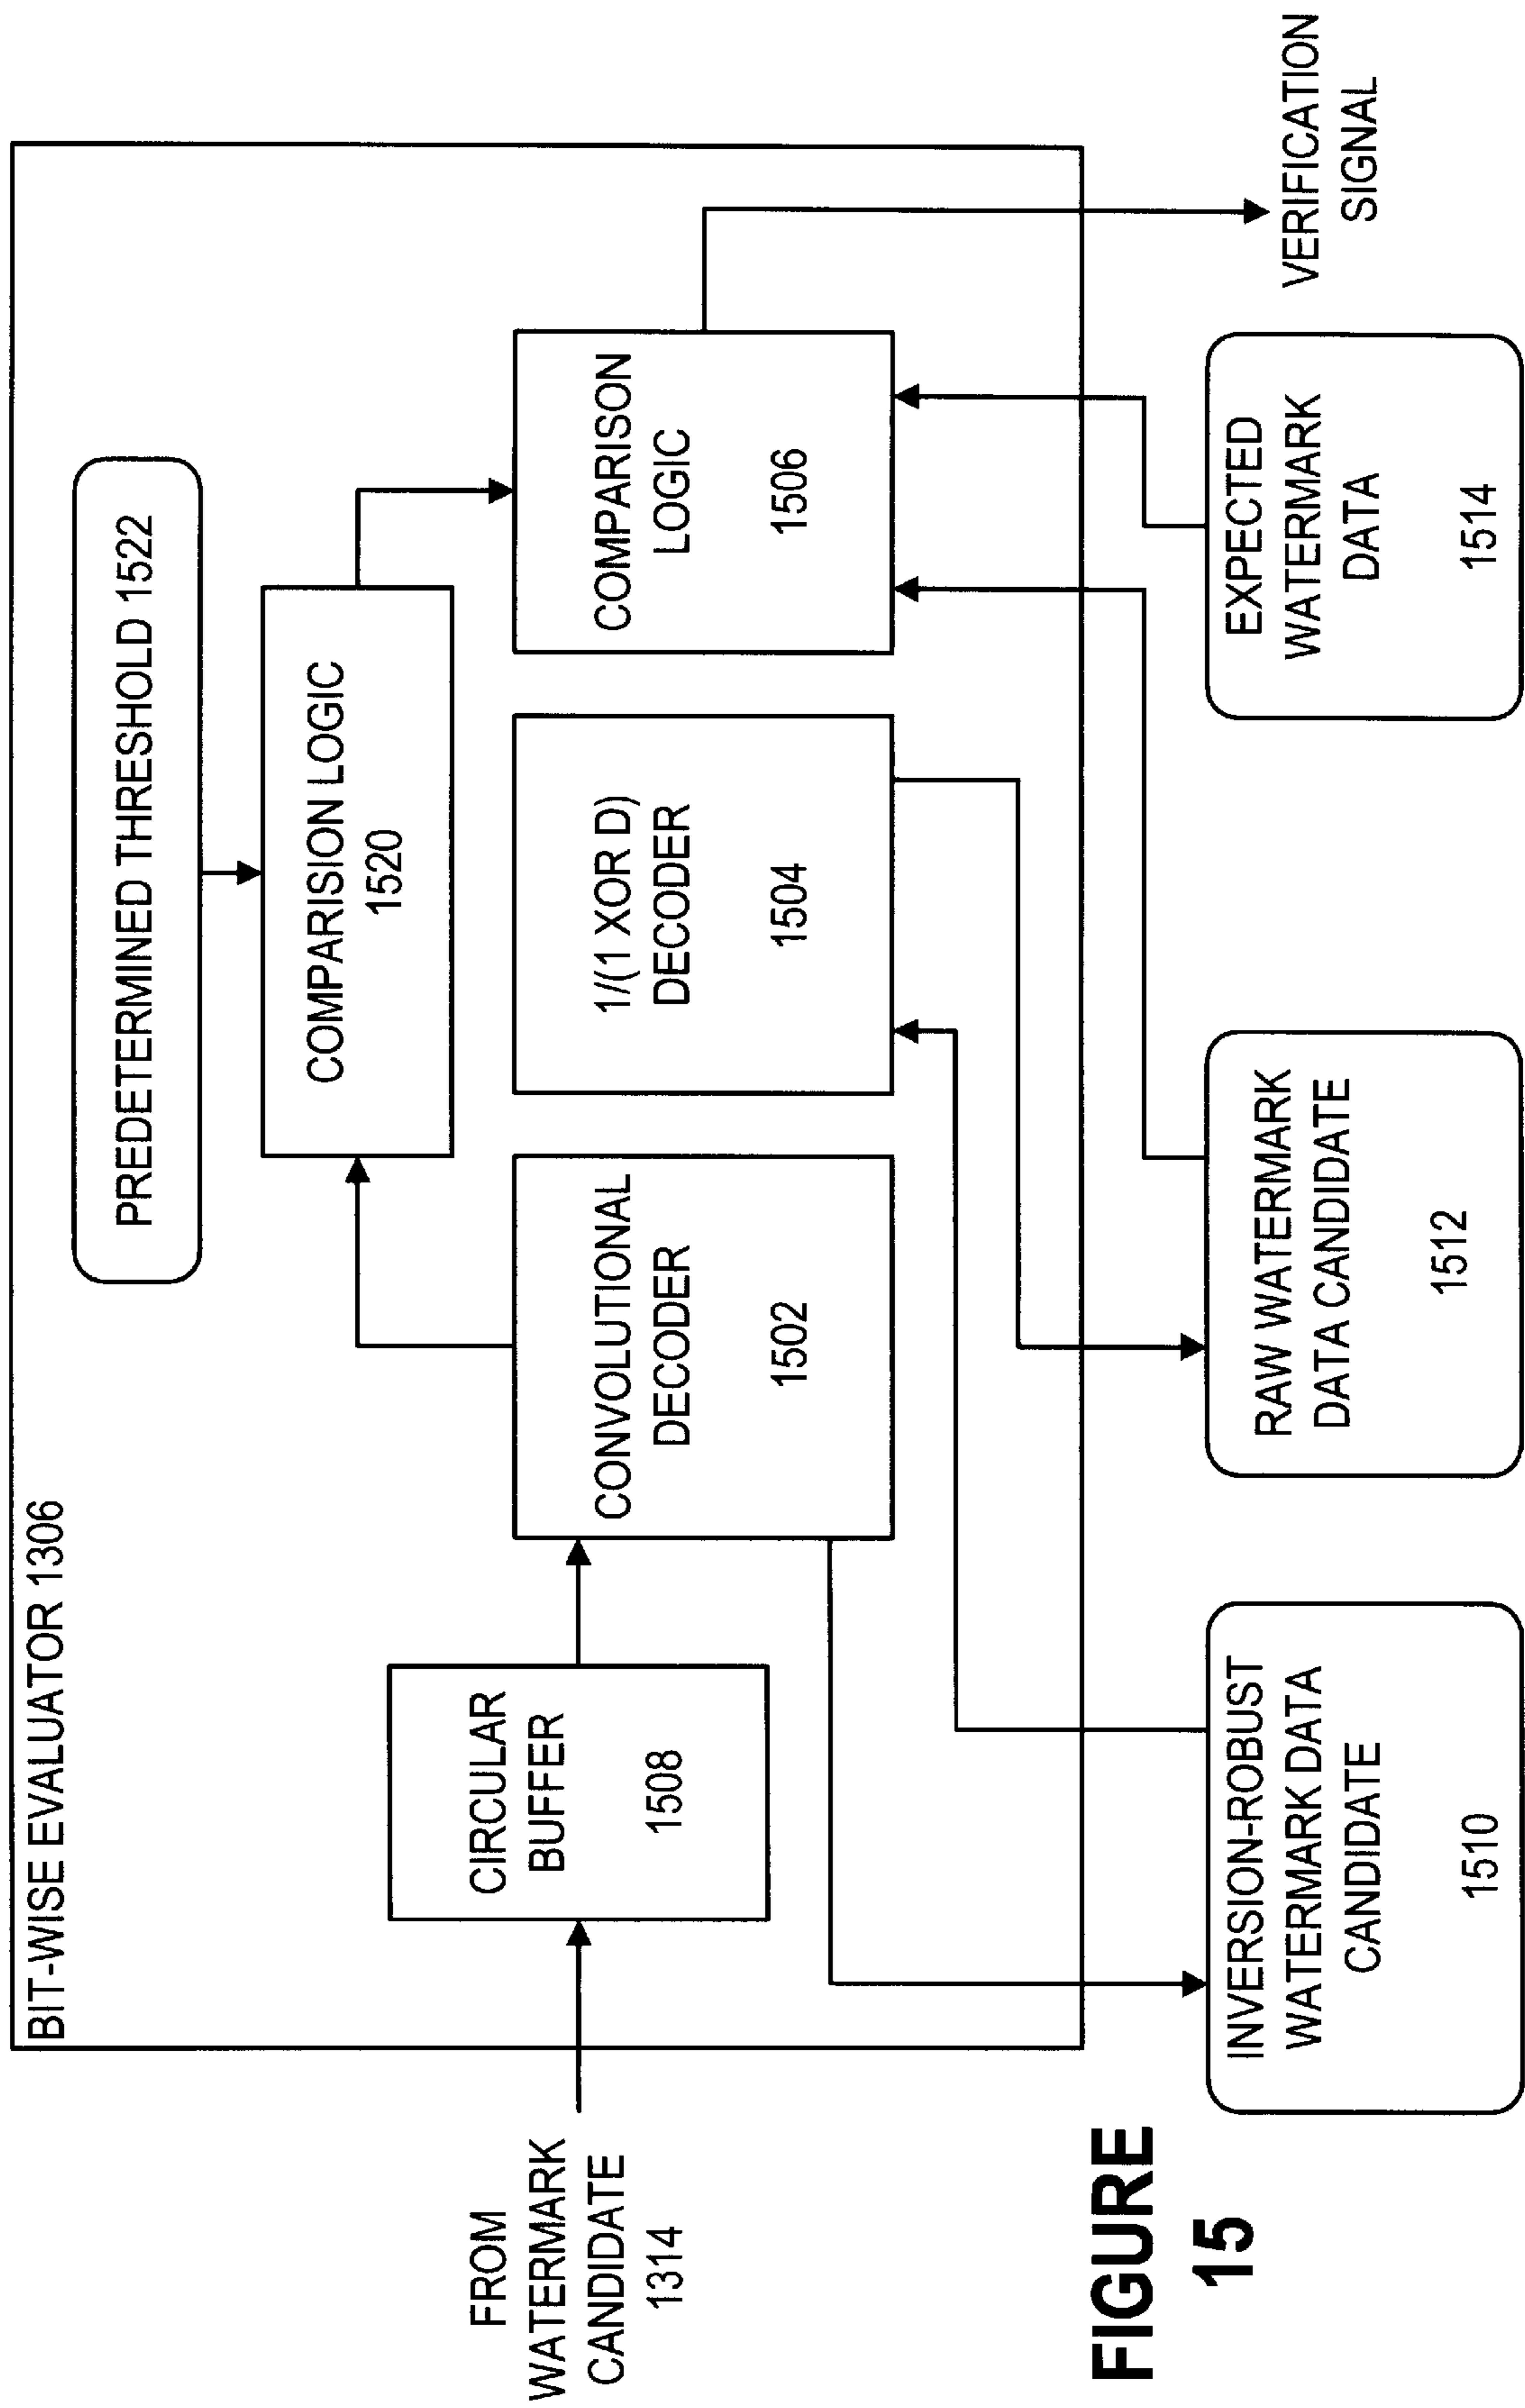 BIT-WISE EVALUATOR 1306
PREDETERMINED THRESHOLD 1522
COMPARISION LOGIC
1520
FROM
WATERMARK
CANDIDATE
1314
CIRCULAR
BUFFER
1508
CONVOLUTIONAL
DECODER
1502
1/(1 XOR D)
DECODER
1504
COMPARISON
LOGIC
1506
INVERSION-ROBUST
WATERMARK DATA
CANDIDATE
1510
RAW WATERMARK
DATA CANDIDATE
1512
EXPECTED
WATERMARK
DATA
1514
VERIFICATION
SIGNAL
FIGURE
15